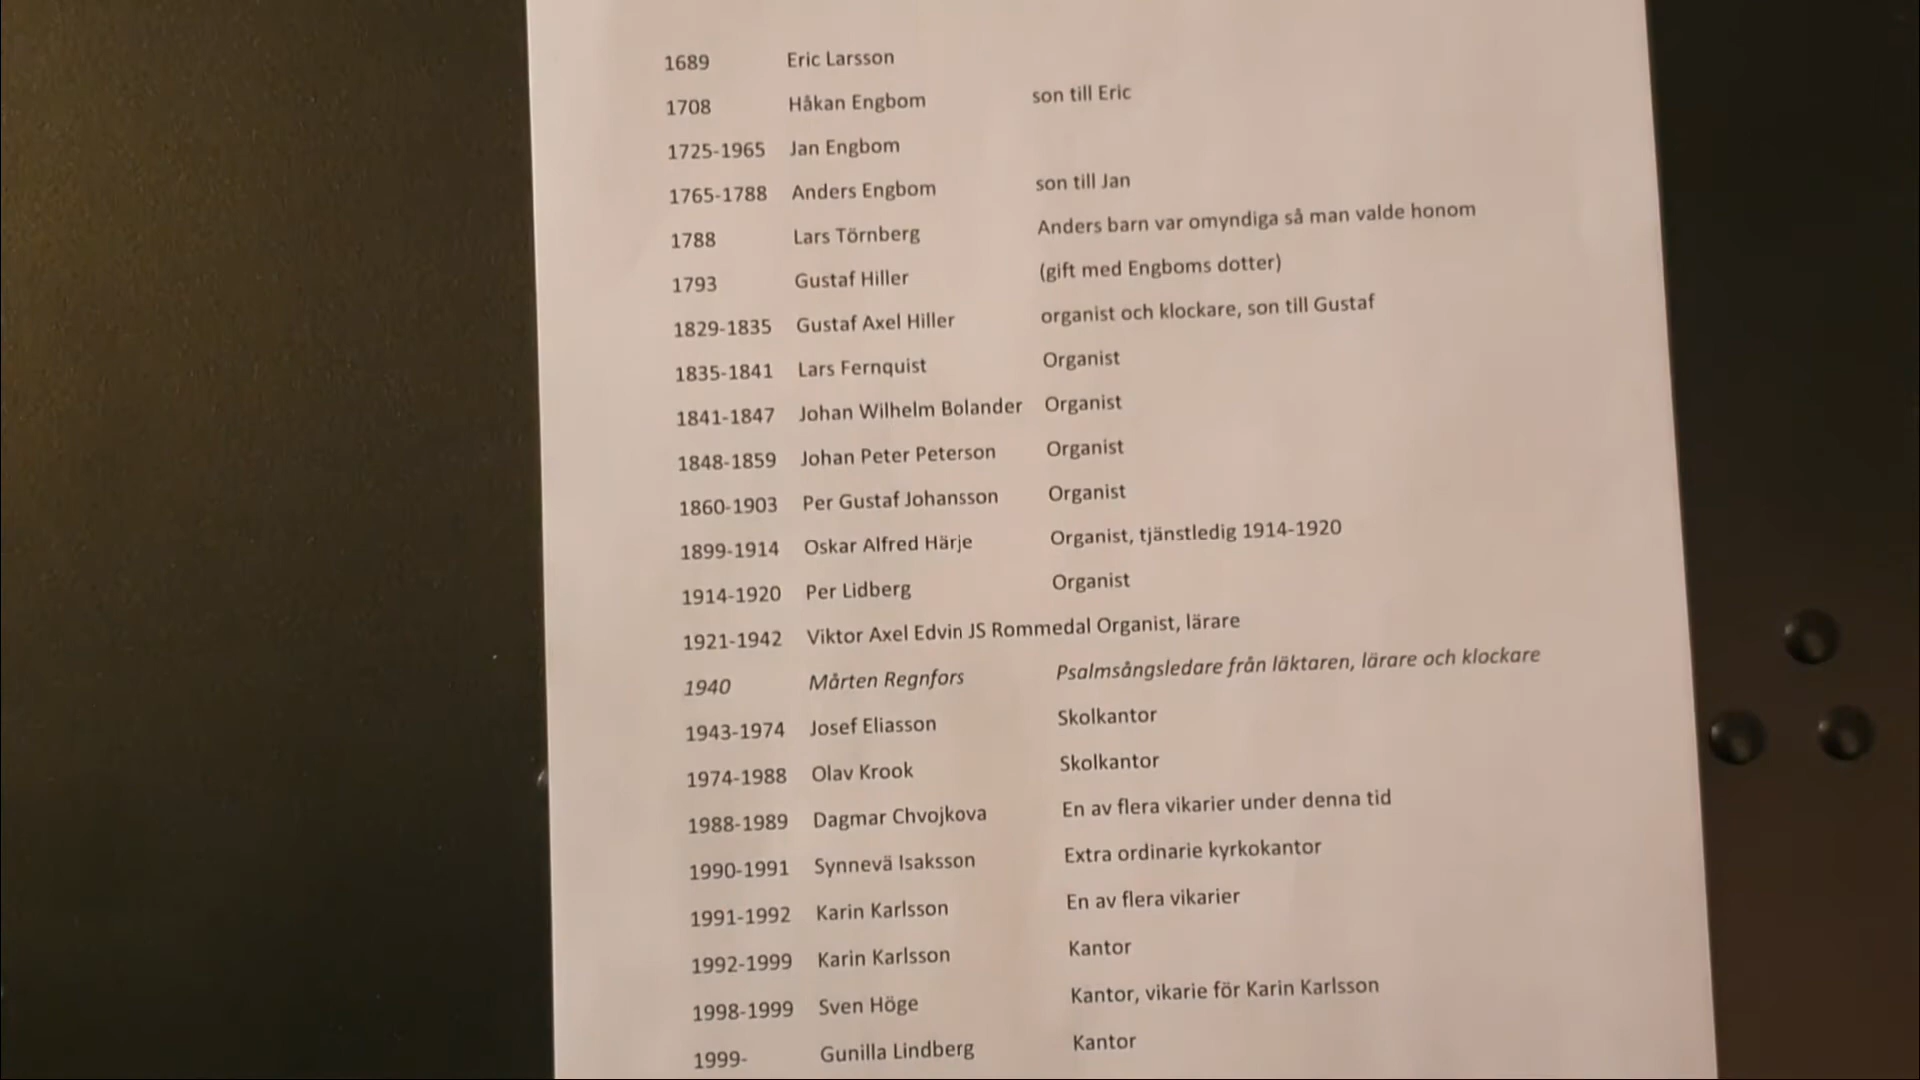 1689 Eric Larsson
1708 Håkan Engbom son till Eric
1725-1965 Jan Engbom
1765-1788 Anders Engbom son till Jan
1788 Lars Törnberg Anders barn var omyndiga så man valde honom
1793 Gustaf Hiller (gift med Engboms dotter)
1829-1835 Gustaf Axel Hiller organist och klockare, son till Gustaf
1835-1841 Lars Fernquist Organist
1841-1847 Johan Wilhelm Bolander Organist
1848-1859 Johan Peter Peterson Organist
1860-1903 Per Gustaf Johansson Organist
1899-1914 Oskar Alfred Härje Organist, tjänstledig 1914-1920
1914-1920 Per Lidberg Organist
1921-1942 Viktor Axel Edvin JS Rommedal Organist, lärare
1940 Mårten Regnfors Psalmsångsledare från läktaren, lärare och klockare
1943-1974 Josef Eliasson Skolkantor
1974-1988 Olav Krook Skolkantor
1988-1989 Dagmar Chvojkova En av flera vikarier under denna tid
1990-1991 Synnevä Isaksson Extra ordinarie kyrkokantor
1991-1992 Karin Karlsson En av flera vikarier
1992-1999 Karin Karlsson Kantor
1998-1999 Sven Höge Kantor, vikarie för Karin Karlsson
1999- Gunilla Lindberg Kantor